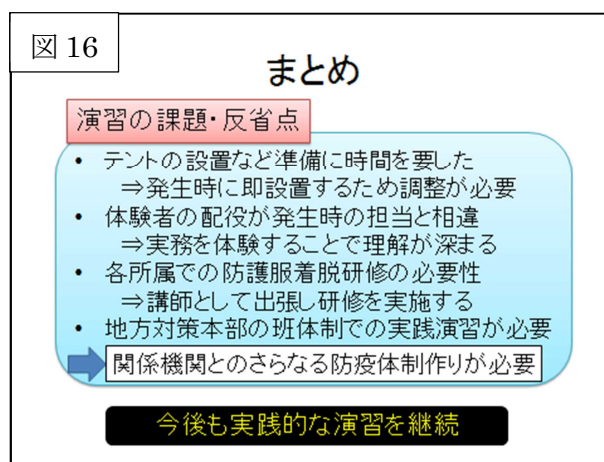 図 16
まとめ
演習の課題・反省点
• テントの設置など準備に時間を要した
⇒発生時に即設置するため調整が必要
• 体験者の配役が発生時の担当と相違
⇒実務を体験することで理解が深まる
• 各所属での防護服着脱研修の必要性
⇒講師として出張し研修を実施する
• 地方対策本部の班体制での実践演習が必要
関係機関とのさらなる防疫体制作りが必要
今後も実践的な演習を継続